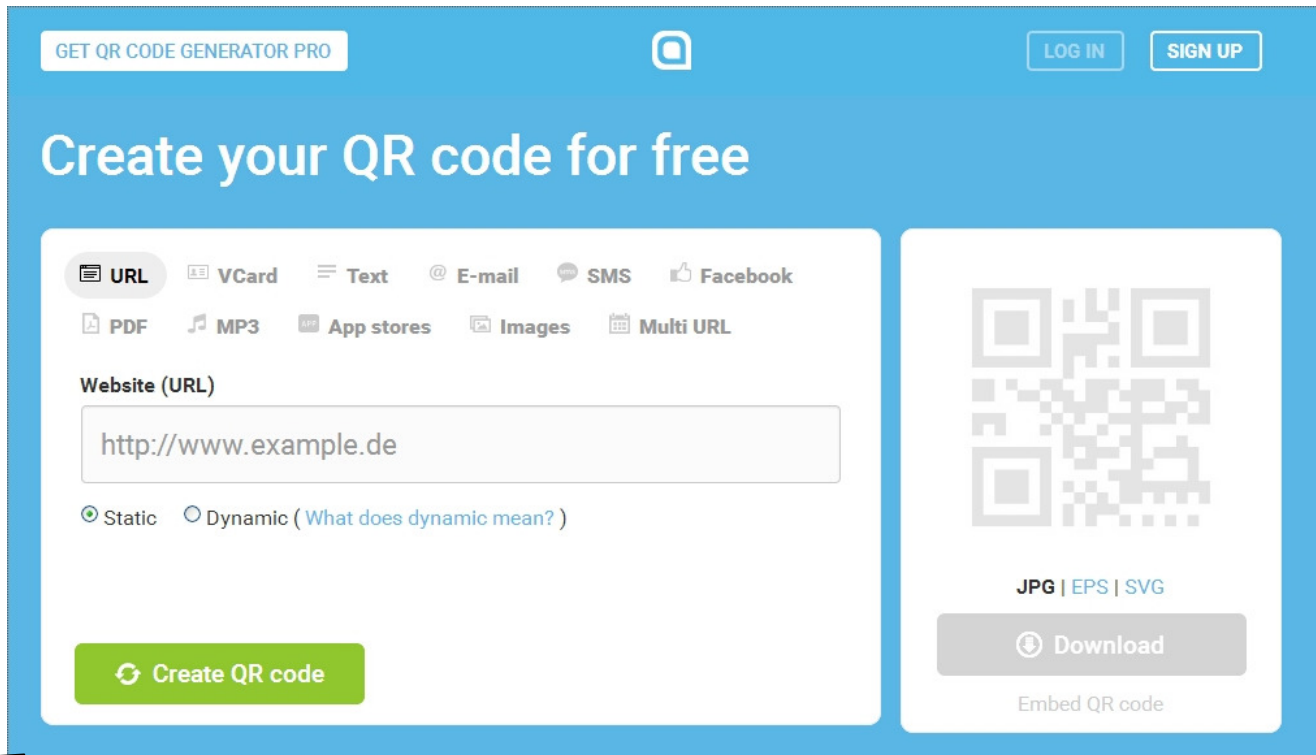 GET QR CODE GENERATOR PRO
LOG IN
SIGN UP
Create your QR code for free
URL VCard Text @ E-mail SMS Facebook
PDF MP3 App stores Images Multi URL
Website (URL)
http://www.example.de
Static Dynamic ( What does dynamic mean? )
Create QR code
JPG | EPS | SVG
Download
Embed QR code